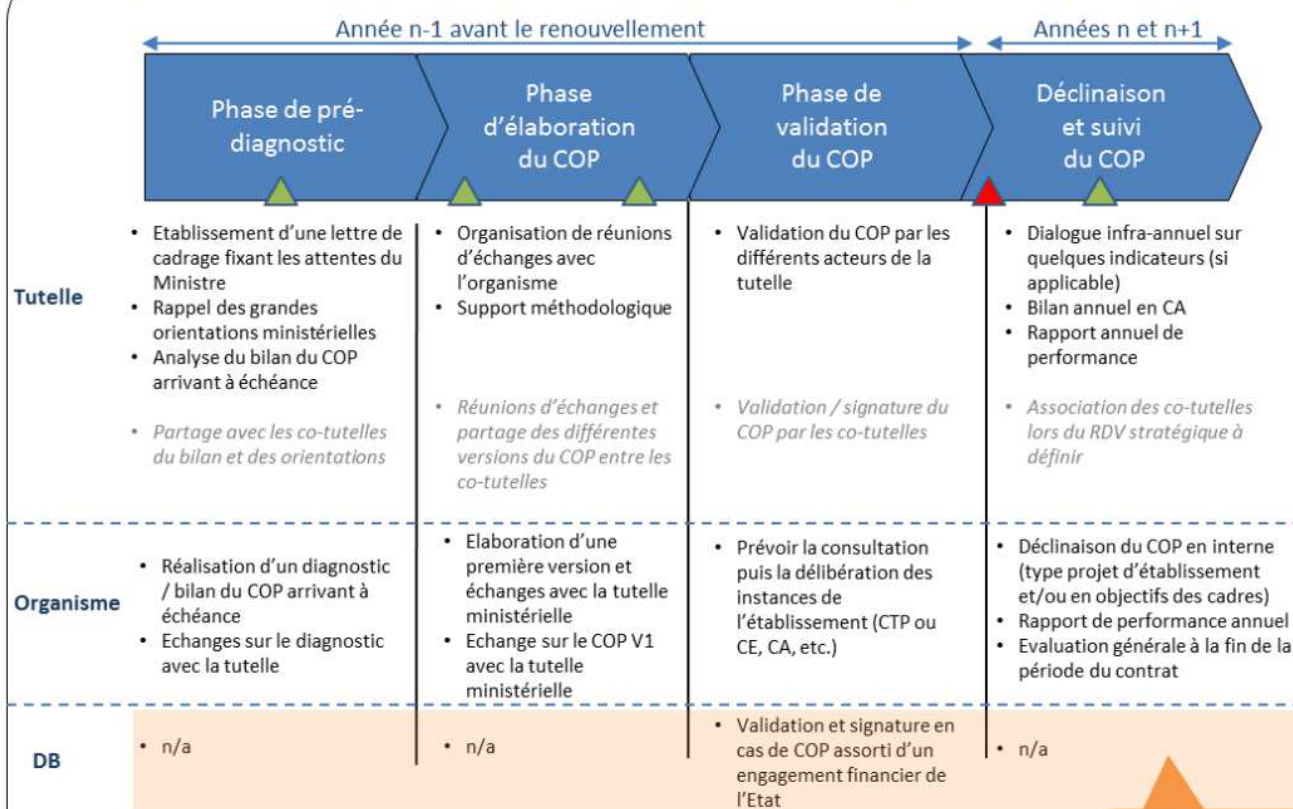 Année n-1 avant le renouvellement
Années n et n+1
Phase de pré-
diagnostic
Phase
d'élaboration
du COP
Phase de
validation
du COP
Déclinaison
et suivi
du COP
Tutelle
• Etablissement d'une lettre de
cadrage fixant les attentes du
Ministre
• Rappel des grandes
orientations ministérielles
• Analyse du bilan du COP
arrivant à échéance
• Partage avec les co-tutelles
du bilan et des orientations
• Organisation de réunions
d'échanges avec
l'organisme
• Support méthodologique
• Réunions d'échanges et
partage des différentes
versions du COP entre les
co-tutelles
• Validation du COP par les
différents acteurs de la
tutelle
• Validation / signature du
COP par les co-tutelles
• Dialogue infra-annuel sur
quelques indicateurs (si
applicable)
• Bilan annuel en CA
• Rapport annuel de
performance
• Association des co-tutelles
lors du RDV stratégique à
définir
Organisme
• Réalisation d'un diagnostic
/ bilan du COP arrivant à
échéance
• Echanges sur le diagnostic
avec la tutelle
• Elaboration d'une
première version et
échanges avec la tutelle
ministérielle
• Echange sur le COP V1
avec la tutelle
ministérielle
• Prévoir la consultation
puis la délibération des
instances de
l'établissement (CTP ou
CE, CA, etc.)
• Déclinaison du COP en interne
(type projet d'établissement
et/ou en objectifs des cadres)
• Rapport de performance annuel
• Evaluation générale à la fin de la
période du contrat
DB
• n/a
• n/a
• Validation et signature en
cas de COP assorti d'un
engagement financier de
l'Etat
• n/a